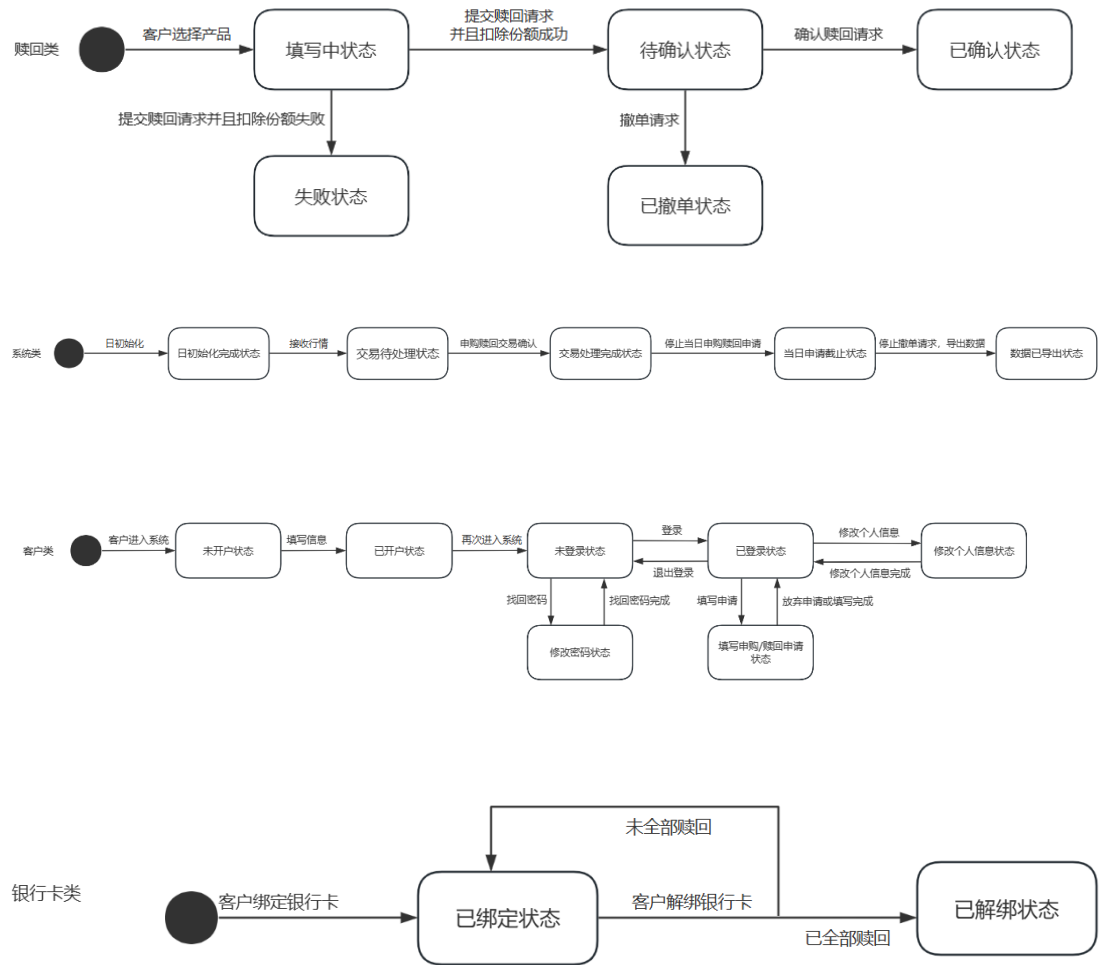 赎回类
客户选择产品
填写中状态
提交赎回请求
并且扣除份额成功
待确认状态
确认赎回请求
已确认状态
提交赎回请求并且扣除份额失败
撤单请求
失败状态
已撤单状态
系统类
日初始化
日初始化完成状态
接收行情
交易待处理状态
申购赎回交易确认
交易处理完成状态
停止当日申购赎回申请
当日申请截止状态
停止撤单请求，导出数据
数据已导出状态
客户类
客户进入系统
未开户状态
填写信息
已开户状态
再次进入系统
未登录状态
登录
退出登录
已登录状态
修改个人信息
修改个人信息完成
修改个人信息状态
找回密码
找回密码完成
填写申请
放弃申请或填写完成
修改密码状态
填写申购/赎回申请
状态
未全部赎回
银行卡类
客户绑定银行卡
已绑定状态
客户解绑银行卡
已全部赎回
已解绑状态